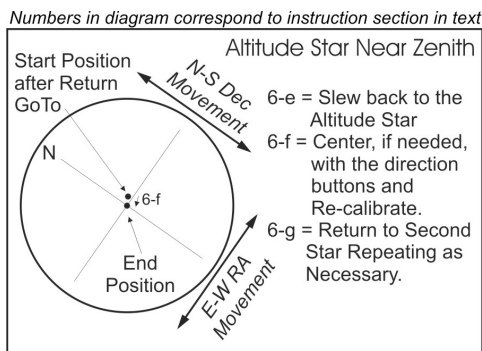 Numbers in diagram correspond to instruction section in text
Altitude Star Near Zenith
Start Position
after Return
GoTo
N-S Dec
Movement
N
6-f
End
Position
E-W RA
Movement
6-e = Slew back to the
Altitude Star
6-f = Center, if needed,
with the direction
buttons and
Re-calibrate.
6-g = Return to Second
Star Repeating as
Necessary.